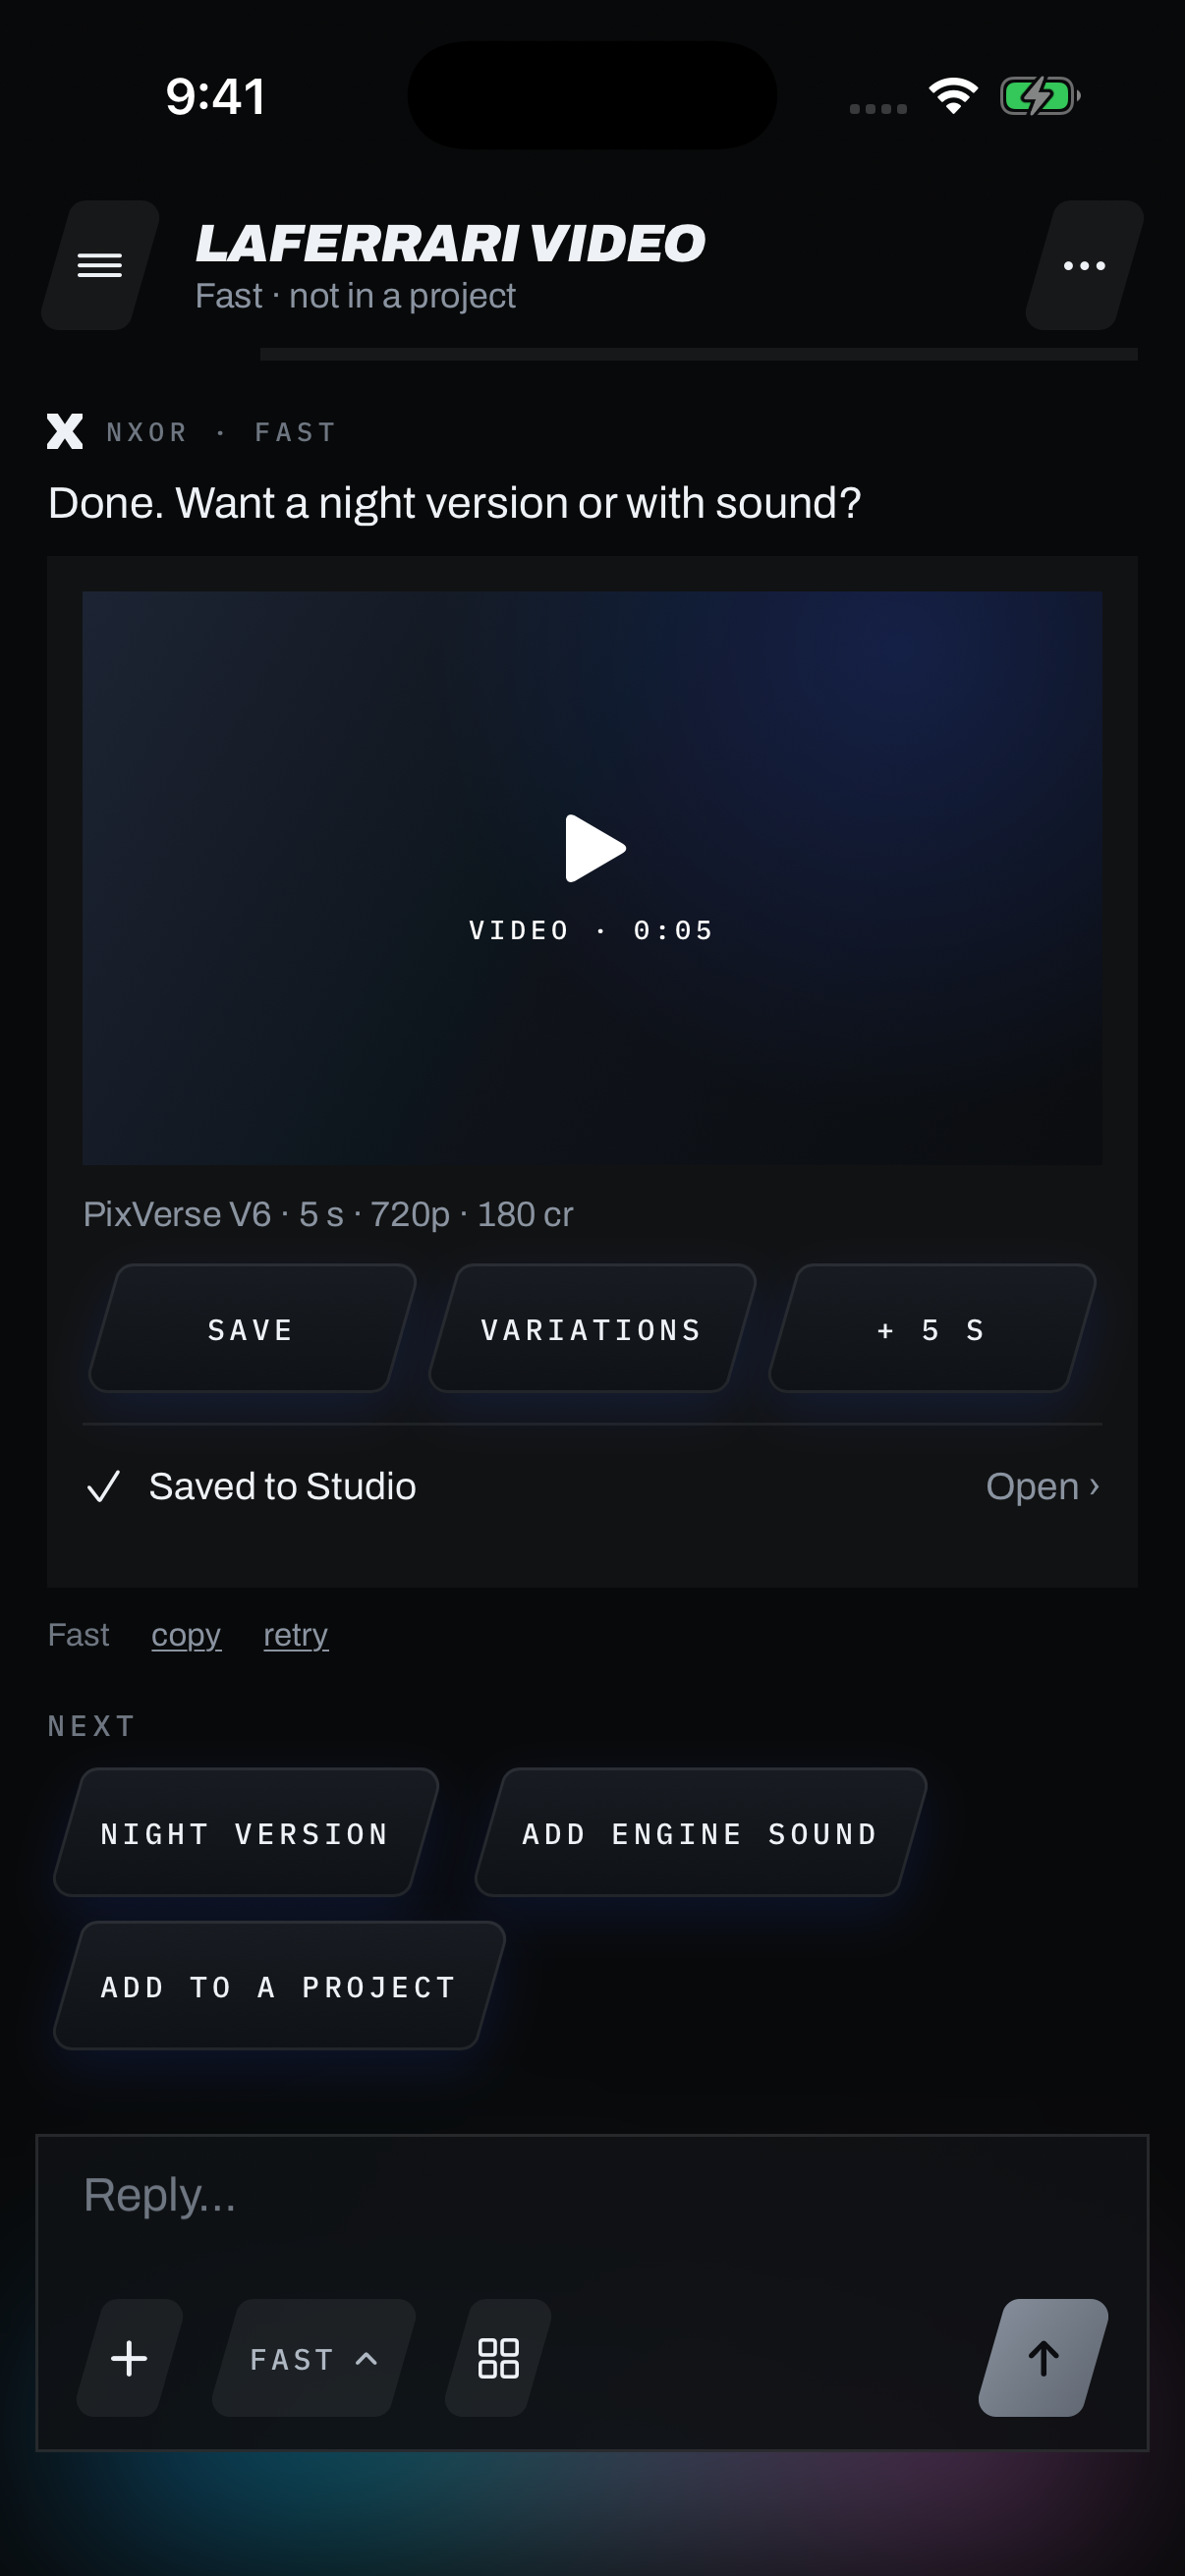 9:41
LAFERRARI VIDEO
Fast · not in a project
NXOR · FAST
Done. Want a night version or with sound?
VIDEO · 0:05
PixVerse V6 · 5 s · 720p · 180 cr
SAVE VARIATIONS + 5 S
Saved to Studio Open ›
Fast copy retry
NEXT
NIGHT VERSION ADD ENGINE SOUND
ADD TO A PROJECT
Reply...
FAST